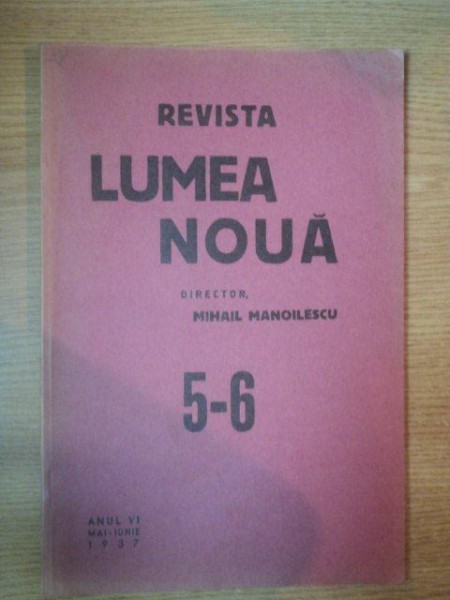 REVISTA
LUMEA
NOUĂ
DIRECTOR,
MIHAIL MANOILESCU
5-6
ANUL VI
MAI-IUNIE
1937